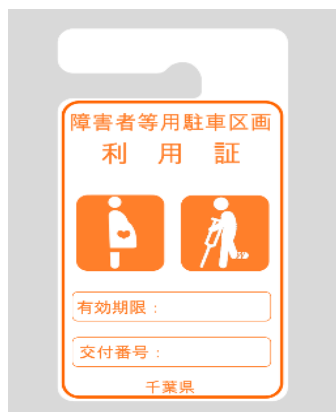 障害者等用駐車区画
利用証
有効期限：
交付番号：
千葉県